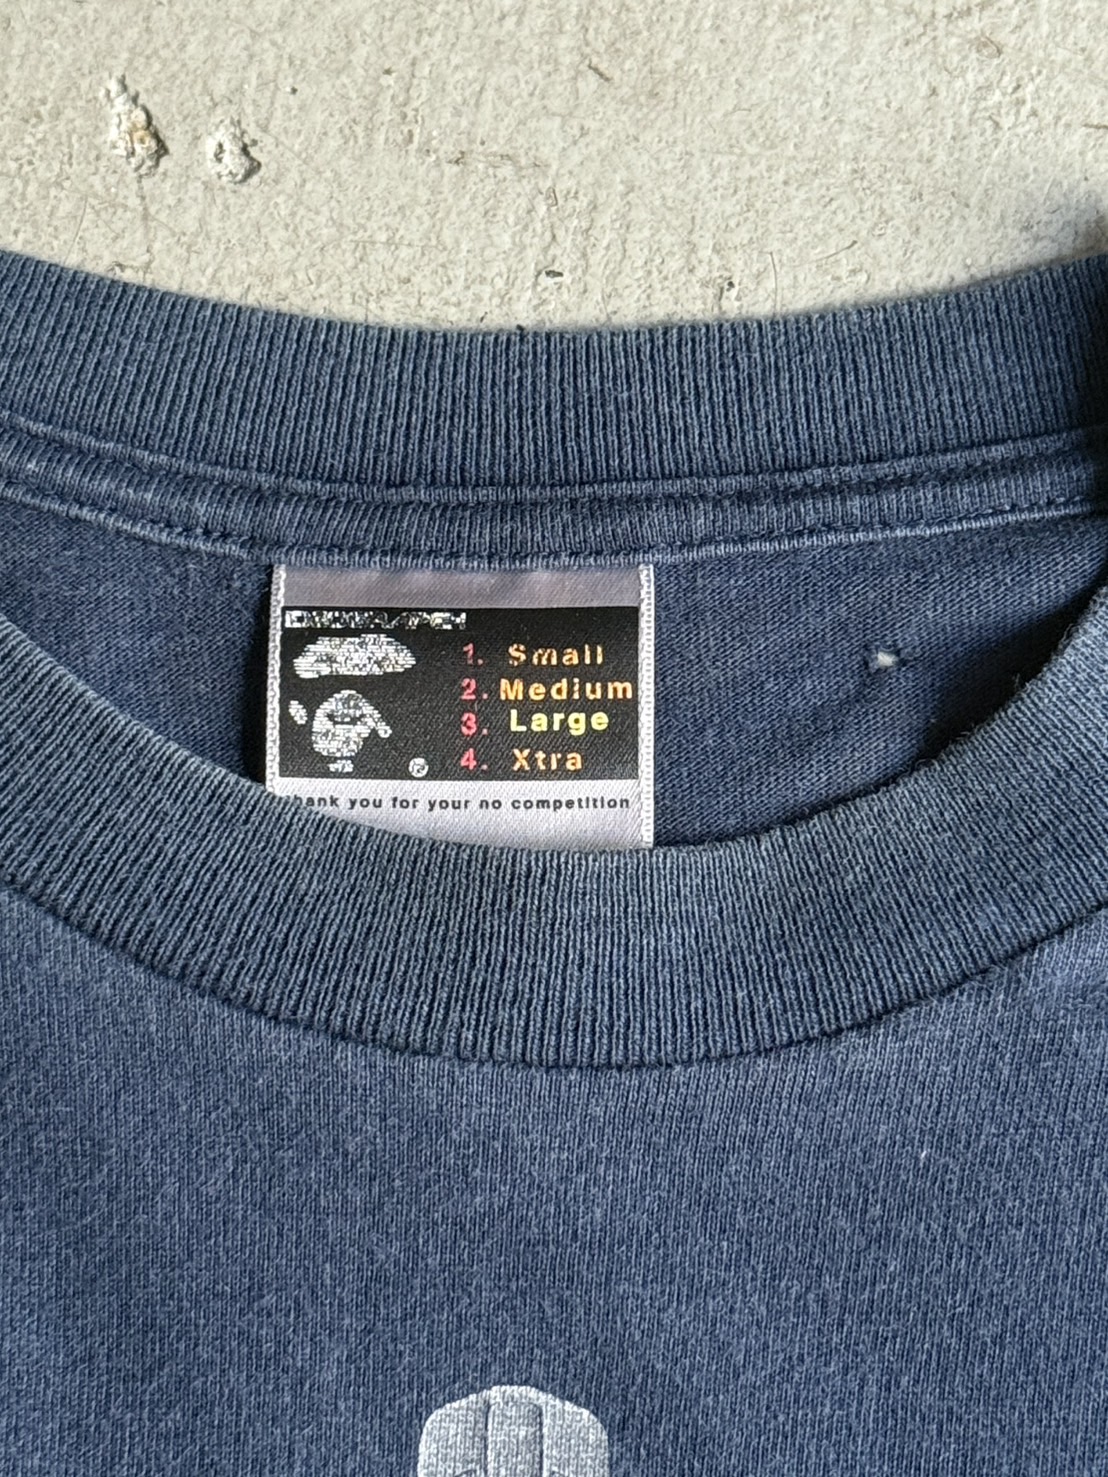 1. Small
2. Medium
3. Large
4. Xtra
®
hank you for your no competition